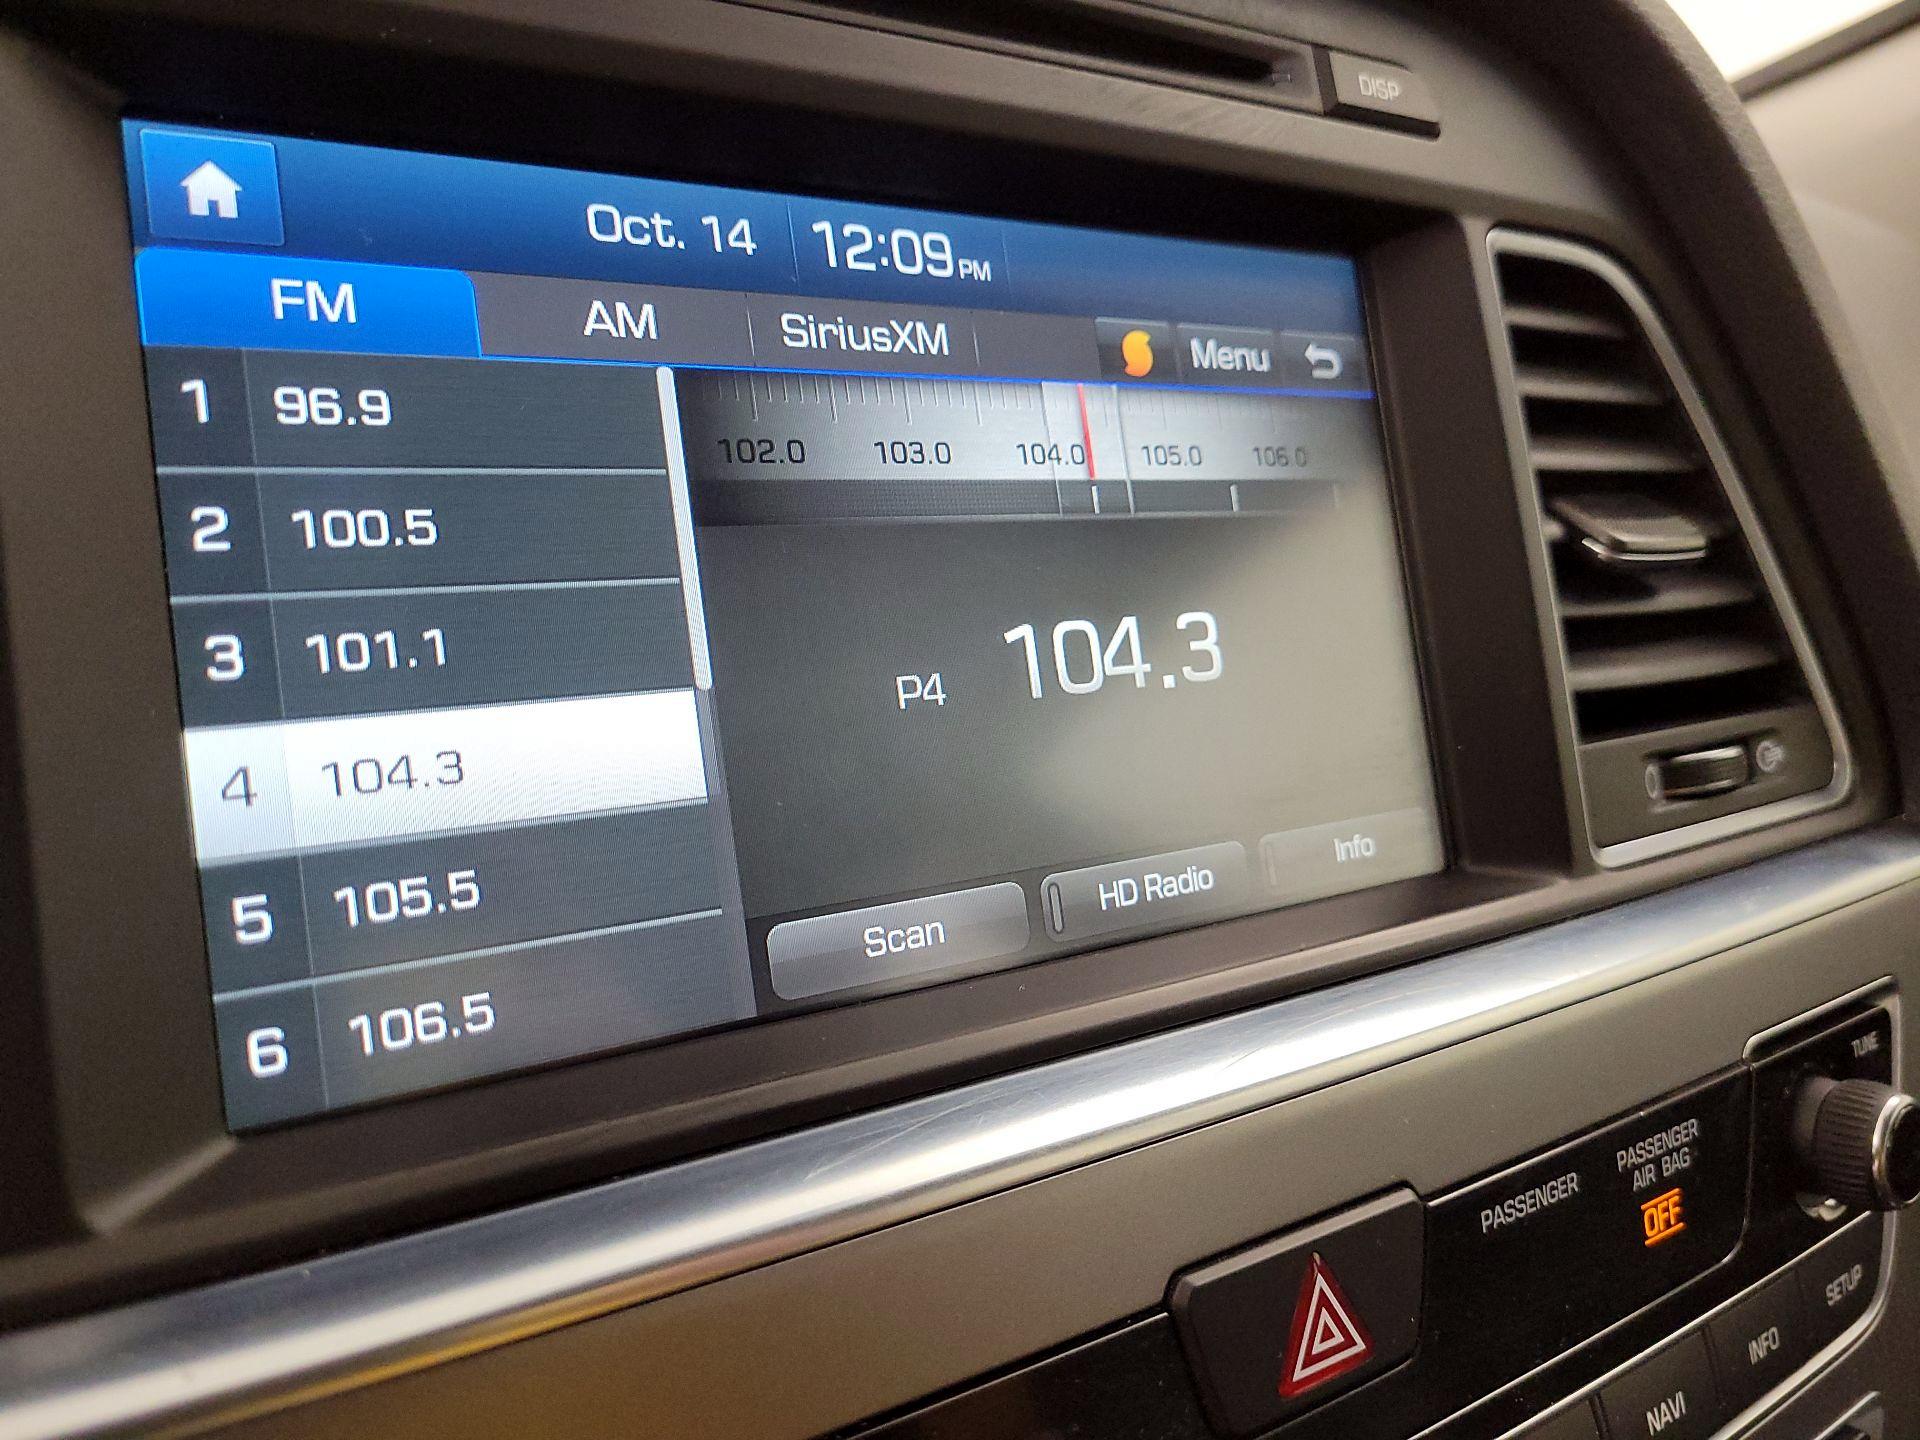 DISP
Oct. 14 12:09 PM
FM AM SiriusXM Menu
1 96.9
2 100.5
3 101.1
4 104.3
5 105.5
6 106.5
102.0 103.0 104.0 105.0 106.0
P4 104.3
Scan HD Radio Info
TUNE
PASSENGER
PASSENGER
AIR BAG
OFF
SETUP
INFO
NAVI